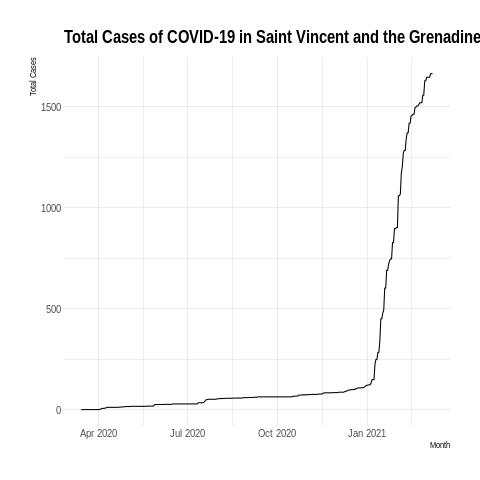 Total Cases of COVID-19 in Saint Vincent and the Grenadine
Total Cases
1500
1000
500
0
Apr 2020 Jul 2020 Oct 2020 Jan 2021
Month